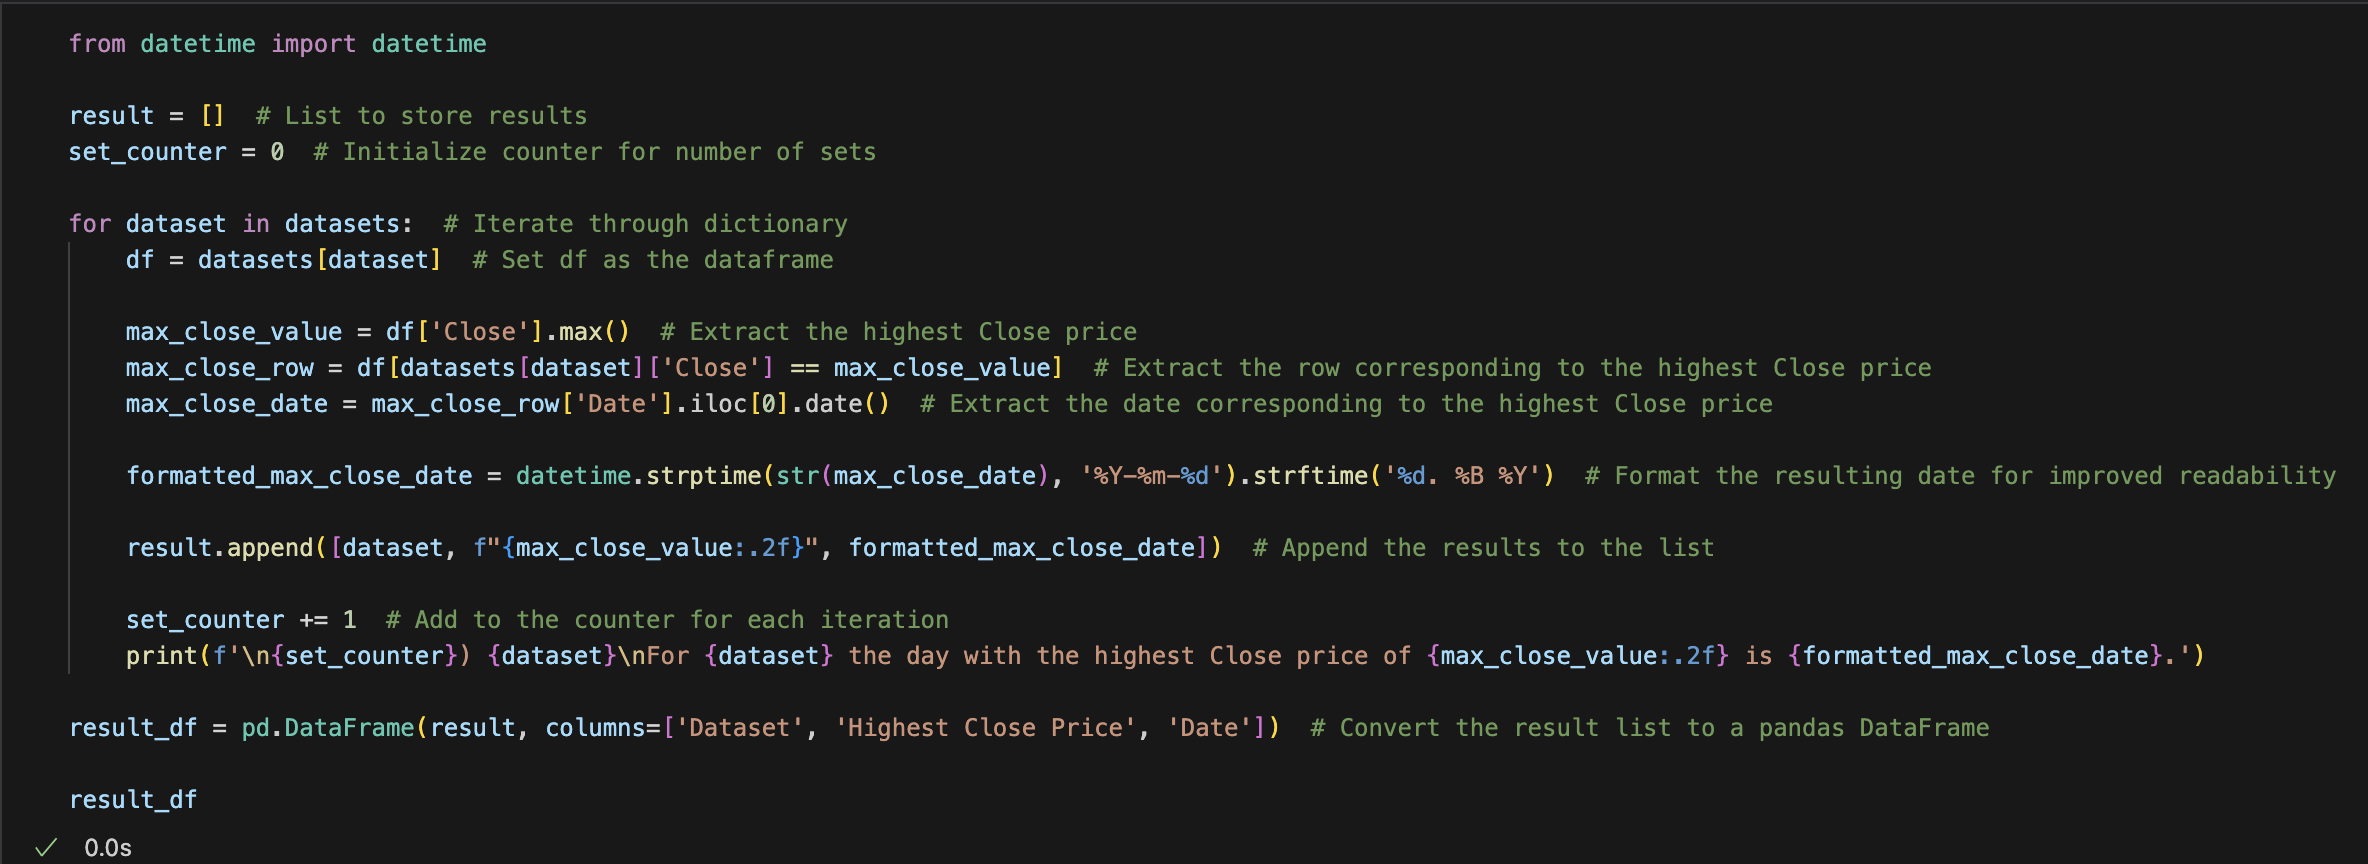 from datetime import datetime
result = []  # List to store results
set_counter = 0  # Initialize counter for number of sets
for dataset in datasets:  # Iterate through dictionary
    df = datasets[dataset]  # Set df as the dataframe
    max_close_value = df['Close'].max()  # Extract the highest Close price
    max_close_row = df[datasets[dataset]['Close'] == max_close_value]  # Extract the row corresponding to the highest Close price
    max_close_date = max_close_row['Date'].iloc[0].date()  # Extract the date corresponding to the highest Close price
    formatted_max_close_date = datetime.strptime(str(max_close_date), '%Y-%m-%d').strftime('%d. %B %Y')  # Format the resulting date for improved readability
    result.append([dataset, f"{max_close_value:.2f}", formatted_max_close_date])  # Append the results to the list
    set_counter += 1  # Add to the counter for each iteration
    print(f'\n{set_counter}) {dataset}\nFor {dataset} the day with the highest Close price of {max_close_value:.2f} is {formatted_max_close_date}.')
result_df = pd.DataFrame(result, columns=['Dataset', 'Highest Close Price', 'Date'])  # Convert the result list to a pandas DataFrame
result_df
✓ 0.0s